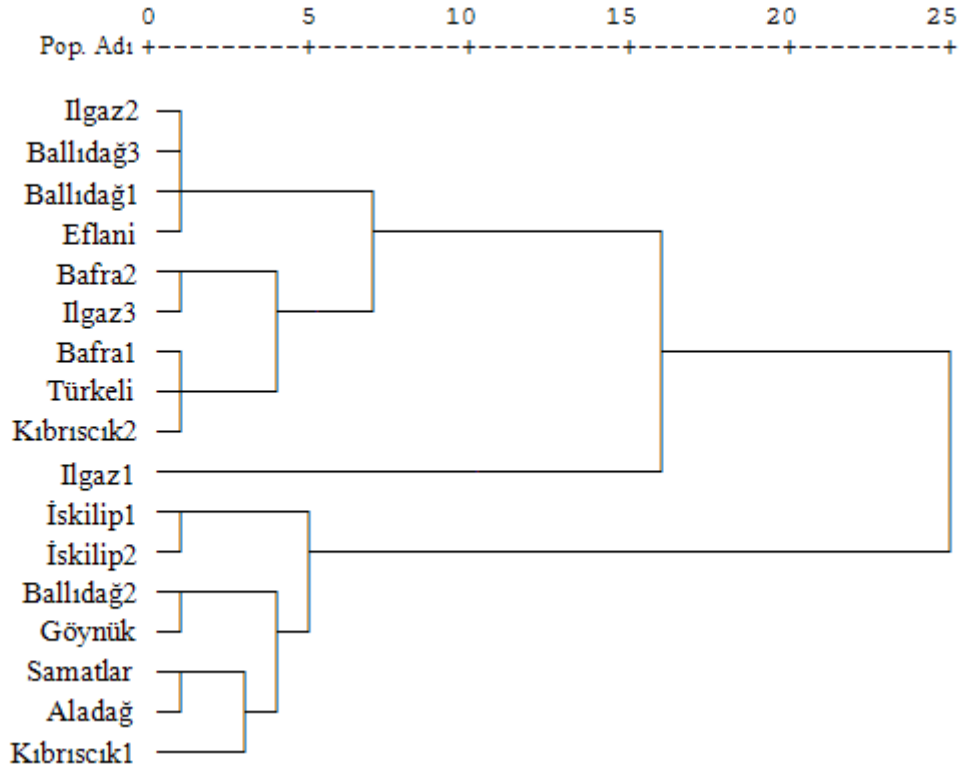 0 5 10 15 20 25
Pop. Adı +---------+---------+---------+---------+---------+
Ilgaz2
Ballıdağ3
Ballıdağ1
Eflani
Bafra2
Ilgaz3
Bafra1
Türkeli
Kıbrıscık2
Ilgaz1
İskilip1
İskilip2
Ballıdağ2
Göynük
Samatlar
Aladağ
Kıbrıscık1